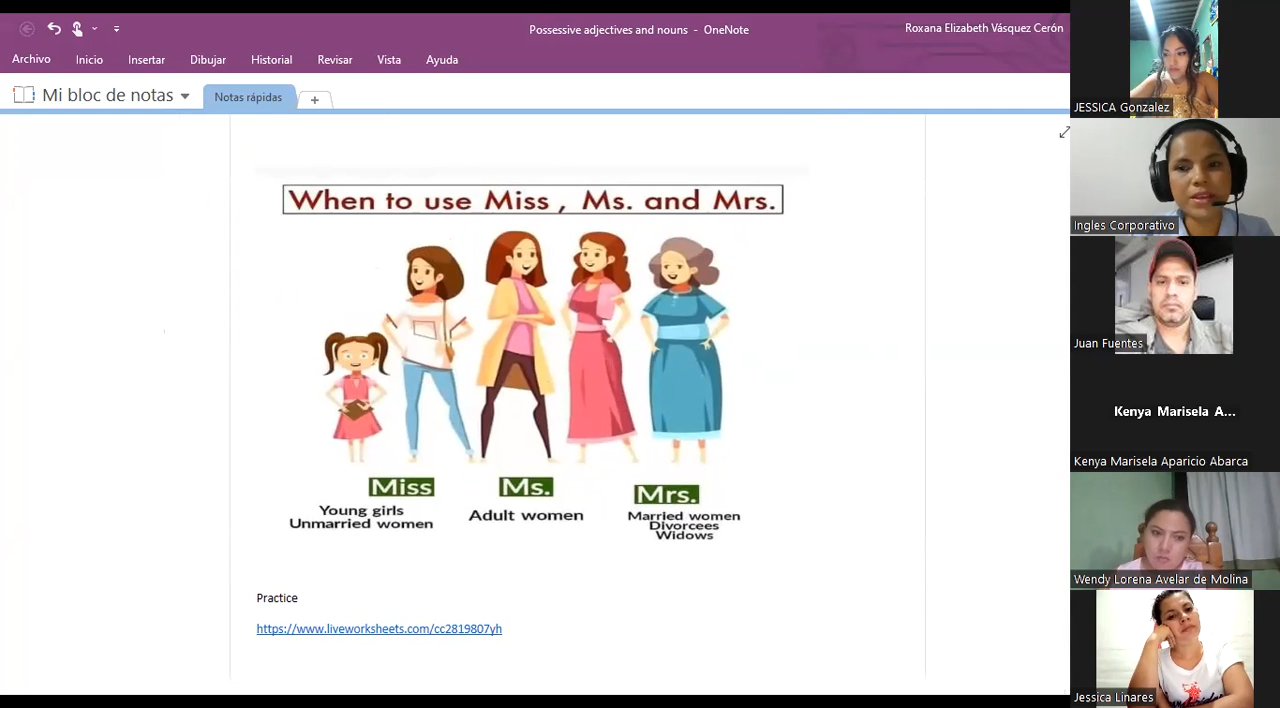 Possessive adjectives and nouns - OneNote
Roxana Elizabeth Vásquez Cerón
Archivo Inicio Insertar Dibujar Historial Revisar Vista Ayuda
Mi bloc de notas
Notas rápidas
When to use Miss , Ms. and Mrs.
Miss
Young girls
Unmarried women
Ms.
Adult women
Mrs.
Married women
Divorcees
Widows
Practice
https://www.liveworksheets.com/cc2819807yh
JESSICA Gonzalez
Ingles Corporativo
Juan Fuentes
Kenya Marisela A...
Kenya Marisela Aparicio Abarca
Wendy Lorena Avelar de Molina
Jessica Linares